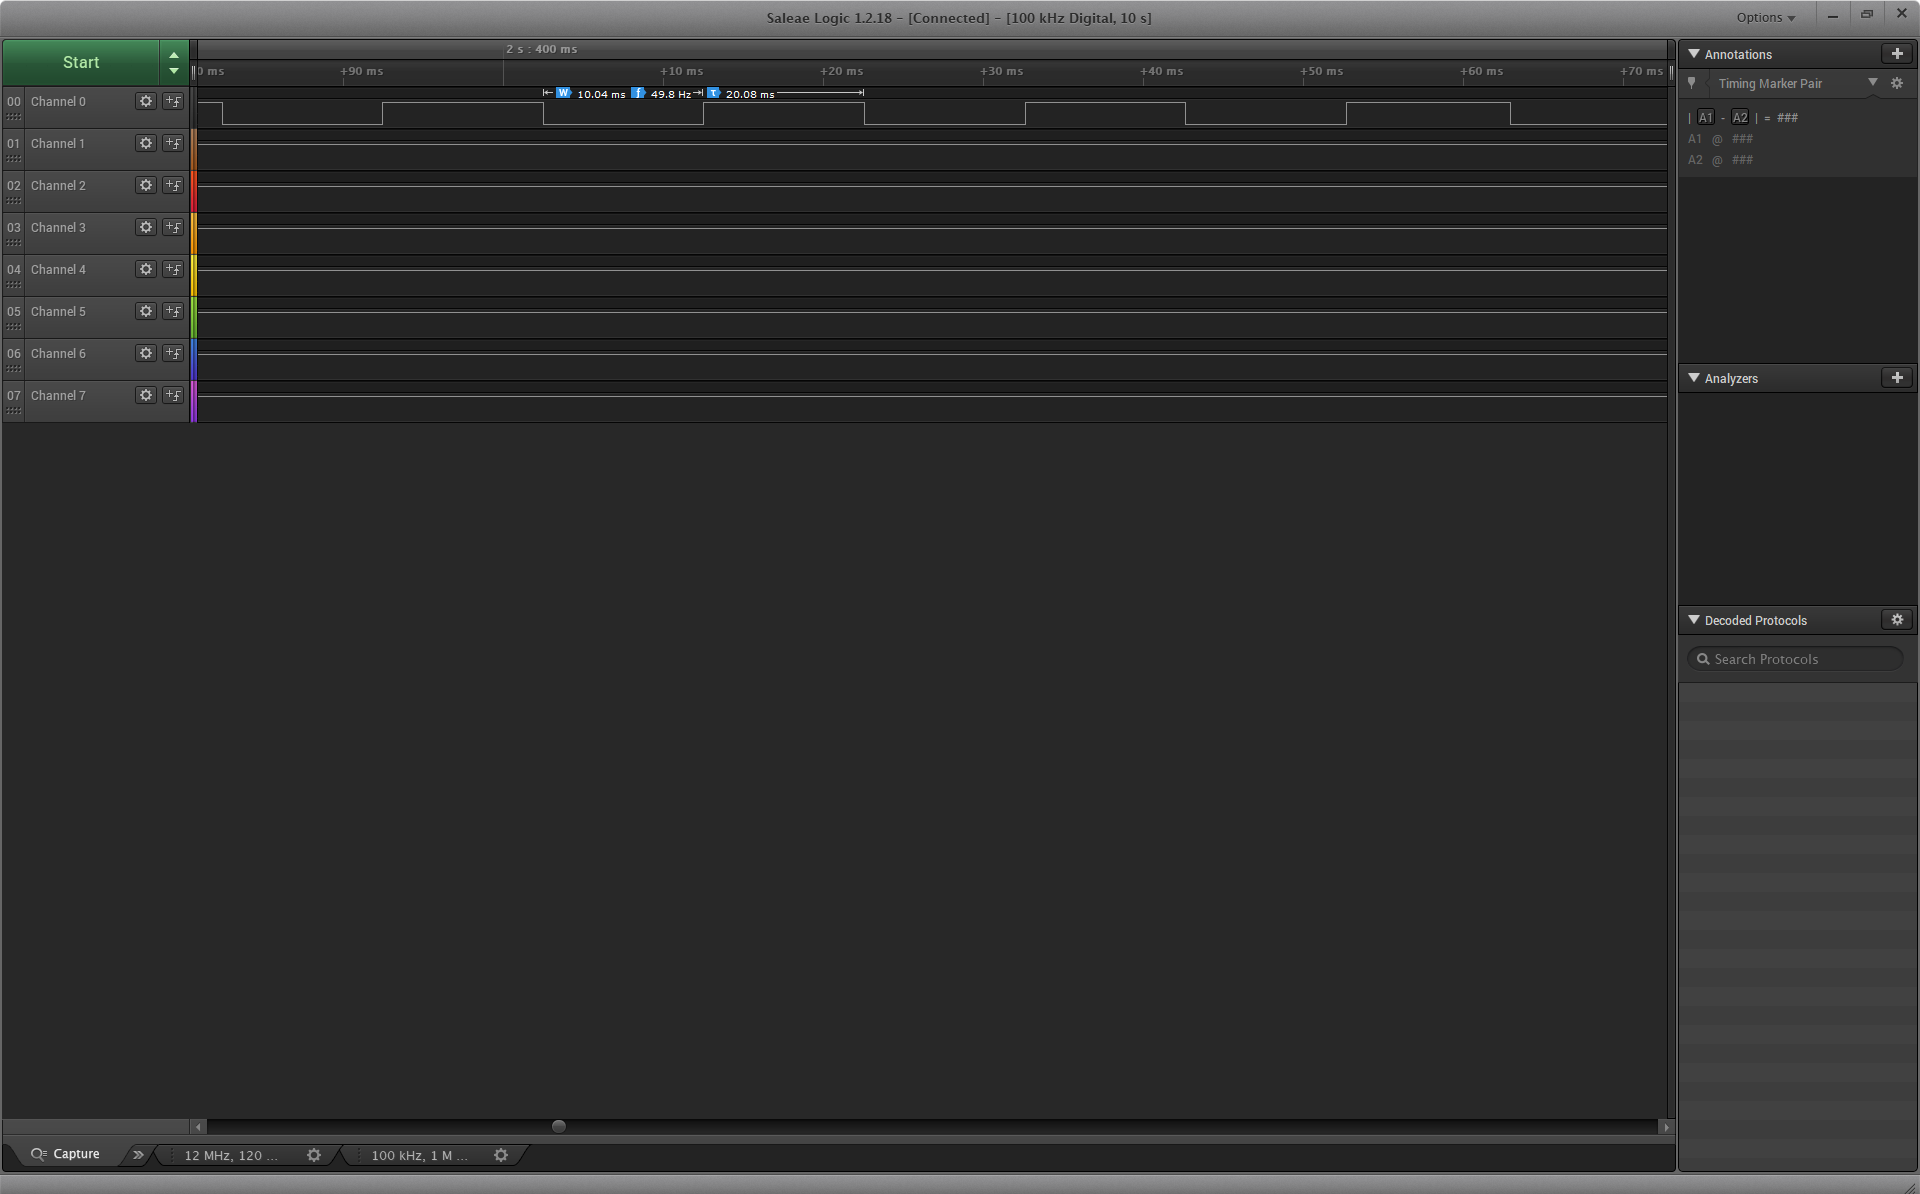 Saleae Logic 1.2.18 - [Connected] - [100 kHz Digital, 10 s]
Options
Start
2 s : 400 ms
0 ms +90 ms +10 ms +20 ms +30 ms +40 ms +50 ms +60 ms +70 ms
W 10.04 ms f 49.8 Hz T 20.08 ms
00 Channel 0
01 Channel 1
02 Channel 2
03 Channel 3
04 Channel 4
05 Channel 5
06 Channel 6
07 Channel 7
Annotations
Timing Marker Pair
| A1 - A2 | = ###
A1 @ ###
A2 @ ###
Analyzers
Decoded Protocols
Search Protocols
Capture
12 MHz, 120 ...
100 kHz, 1 M ...